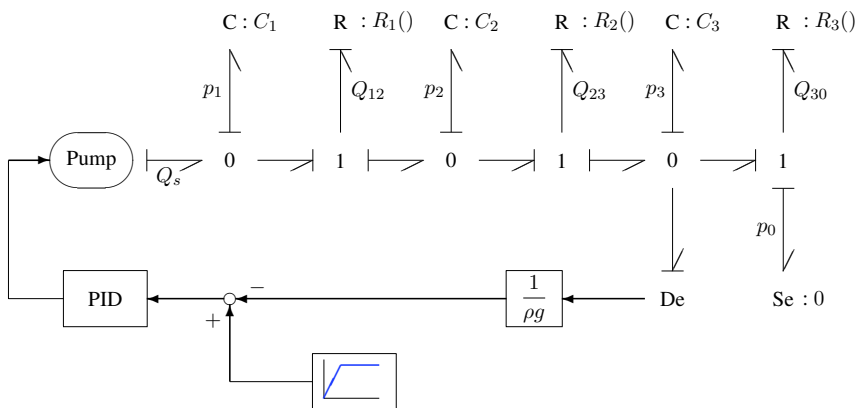 C : C₁ R : R₁() C : C₂ R : R₂() C : C₃ R : R₃()
p₁ Q₁₂ p₂ Q₂₃ p₃ Q₃₀
Pump Qₛ 0 1 0 1 0 1
p₀
PID + − 1/ρg De Se : 0